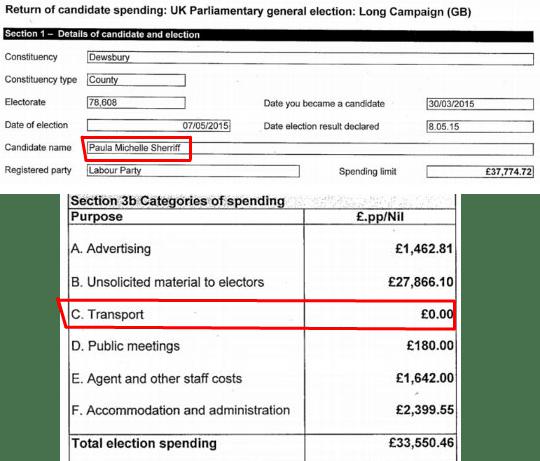 Return of candidate spending: UK Parliamentary general election: Long Campaign (GB)
Section 1 – Details of candidate and election
Constituency Dewsbury
Constituency type County
Electorate 78,608 Date you became a candidate 30/03/2015
Date of election 07/05/2015 Date election result declared 8.05.15
Candidate name Paula Michelle Sherriff
Registered party Labour Party Spending limit £37,774.72
Section 3b Categories of spending
Purpose £.pp/Nil
A. Advertising £1,462.81
B. Unsolicited material to electors £27,866.10
C. Transport £0.00
D. Public meetings £180.00
E. Agent and other staff costs £1,642.00
F. Accommodation and administration £2,399.55
Total election spending £33,550.46